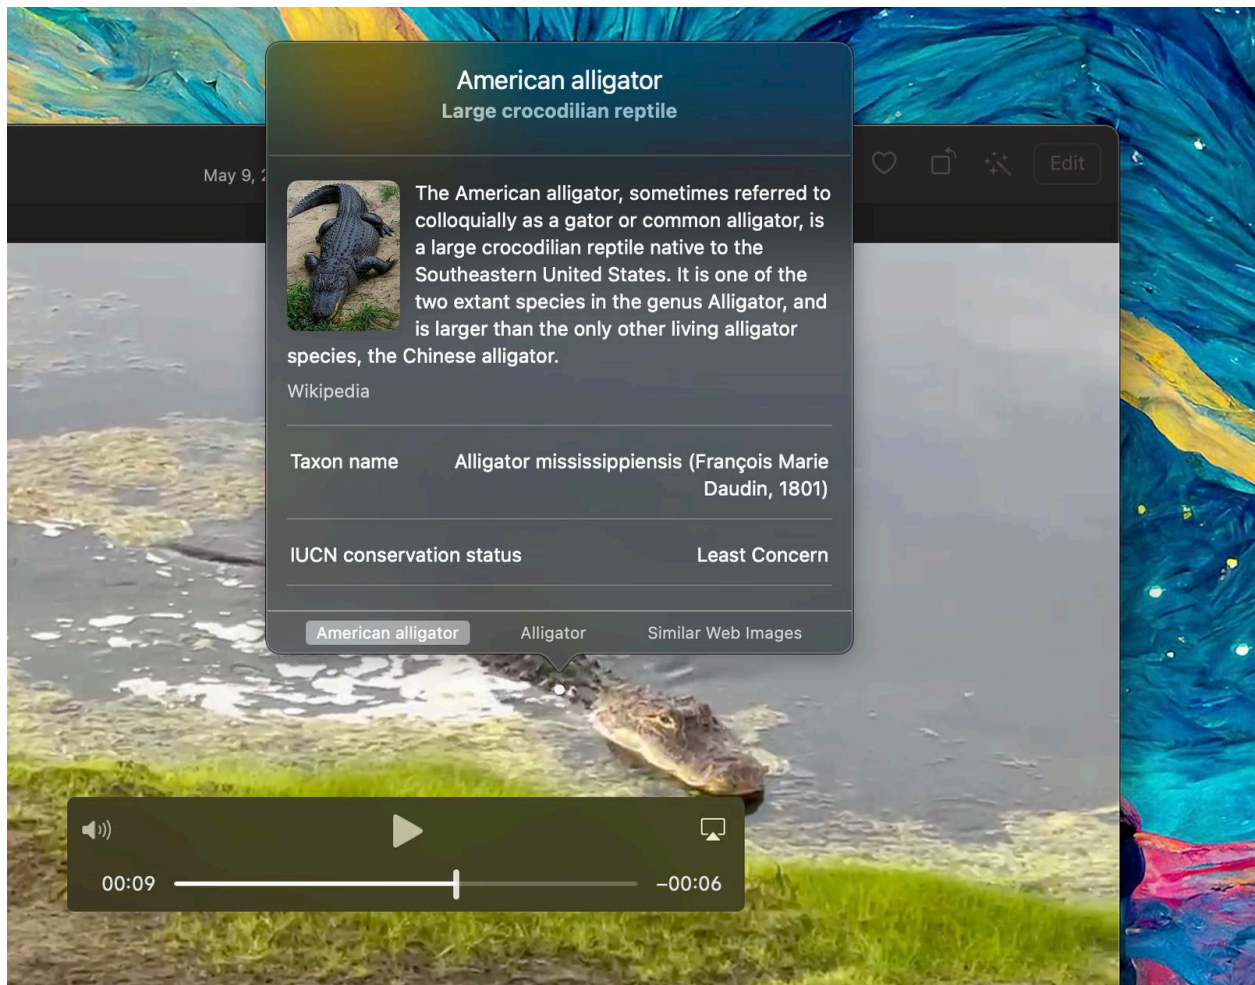 American alligator
Large crocodilian reptile
May 9,
Edit
The American alligator, sometimes referred to
colloquially as a gator or common alligator, is
a large crocodilian reptile native to the
Southeastern United States. It is one of the
two extant species in the genus Alligator, and
is larger than the only other living alligator
species, the Chinese alligator.
Wikipedia
Taxon name
Alligator mississippiensis (François Marie
Daudin, 1801)
IUCN conservation status
Least Concern
American alligator
Alligator
Similar Web Images
00:09
–00:06